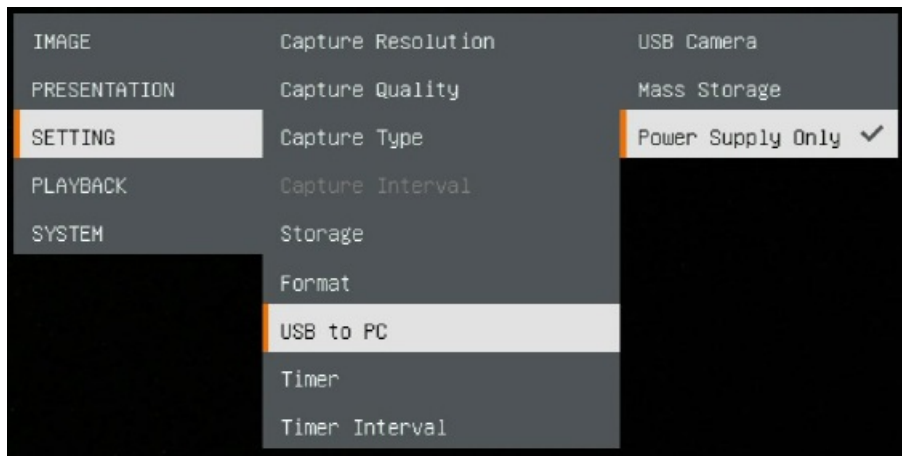 IMAGE
PRESENTATION
SETTING
PLAYBACK
SYSTEM
Capture Resolution
Capture Quality
Capture Type
Capture Interval
Storage
Format
USB to PC
Timer
Timer Interval
USB Camera
Mass Storage
Power Supply Only